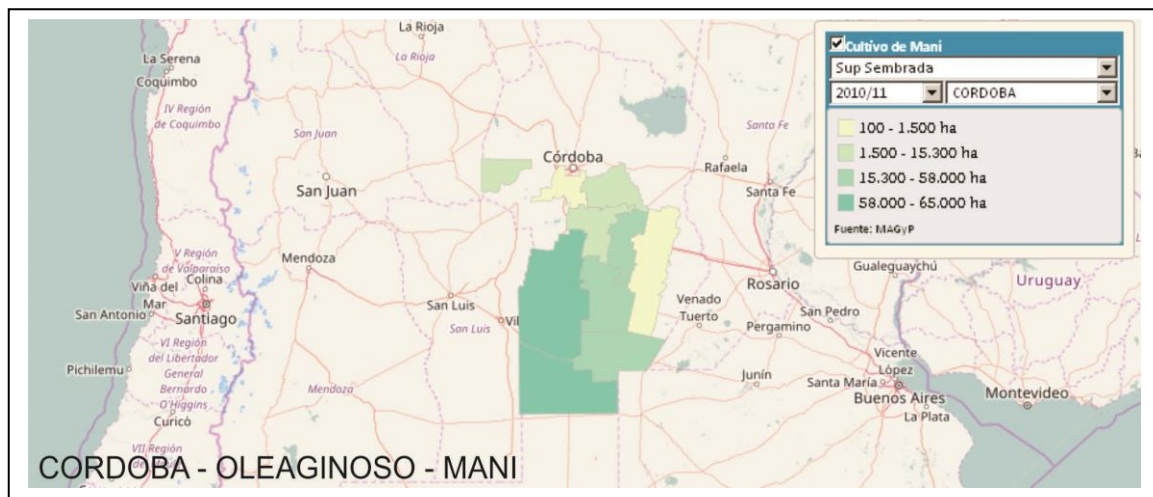 La Rioja
La Rioja
La Serena
Coquimbo
IV Región
de Coquimbo
San Juan
San Juan
Córdoba
Santa Fe
Rafaela
Santa Fe
Cultivo de Mani
Sup Sembrada
2010/11 CORDOBA
100 - 1.500 ha
1.500 - 15.300 ha
15.300 - 58.000 ha
58.000 - 65.000 ha
Fuente: MAGyP
V Región
de Valparaíso
Viña del
Mar
Colina
San Antonio
Santiago
Mendoza
San Luis
San Luis
Vil
Venado
Tuerto
Rosario
San Pedro
Pergamino
Gualeguaychú
Uruguay
VI Región
del Libertador
General
Bernardo
O'Higgins
Pichilemu
Curicó
VII Región
Mendoza
Junín
Vicente
López
Santa María
Buenos Aires
La Plata
Montevideo
CORDOBA - OLEAGINOSO - MANI